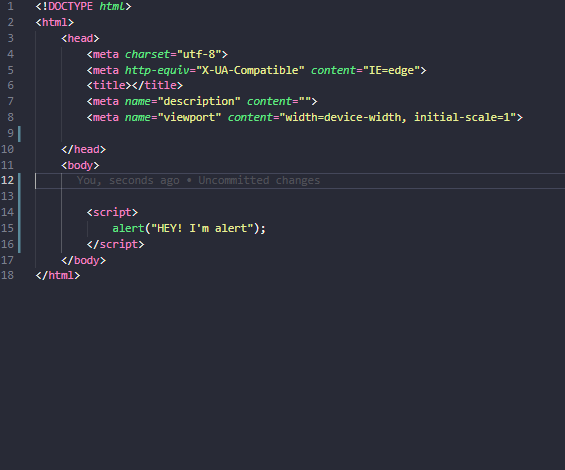 1 <!DOCTYPE html>
2 <html>
3 <head>
4 <meta charset="utf-8">
5 <meta http-equiv="X-UA-Compatible" content="IE=edge">
6 <title></title>
7 <meta name="description" content="">
8 <meta name="viewport" content="width=device-width, initial-scale=1">
9
10 </head>
11 <body>
12 You, seconds ago • Uncommitted changes
13
14 <script>
15 alert("HEY! I'm alert");
16 </script>
17 </body>
18 </html>